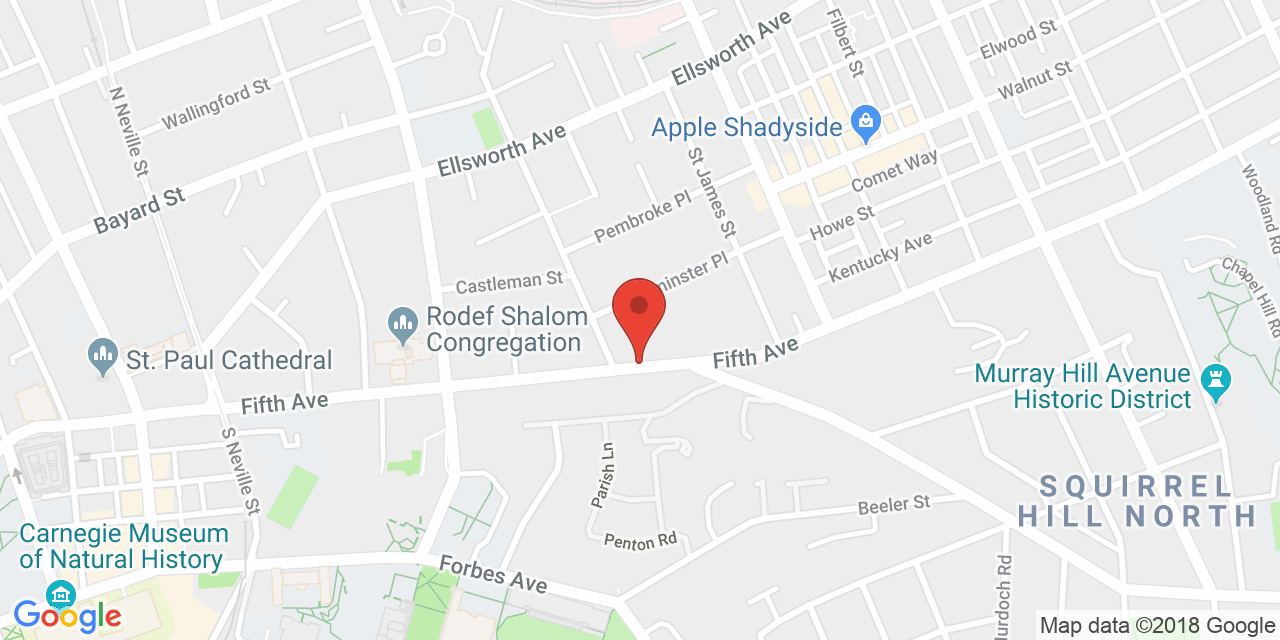 Ellsworth Ave
Filbert St
Elwood St
Walnut St
N Neville St
Wallingford St
Apple Shadyside
Ellsworth Ave
St James St
Comet Way
Woodland Rd
Bayard St
Pembroke Pl
Howe St
Kentucky Ave
Castleman St
minster Pl
Chapel Hill Rd
Rodef Shalom
Congregation
St. Paul Cathedral
Fifth Ave
Fifth Ave
Murray Hill Avenue
Historic District
S Neville St
Parish Ln
SQUIRREL
HILL NORTH
Beeler St
Carnegie Museum
of Natural History
Penton Rd
Forbes Ave
urdoch Rd
Google
Map data ©2018 Google